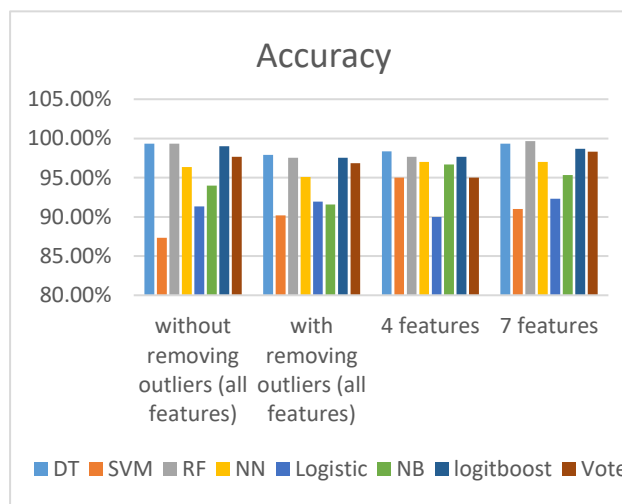 Accuracy
105.00%
100.00%
95.00%
90.00%
85.00%
80.00%
without
removing
outliers (all
features)
with
removing
outliers (all
features)
4 features
7 features
DT SVM RF NN Logistic NB logitboost Vote